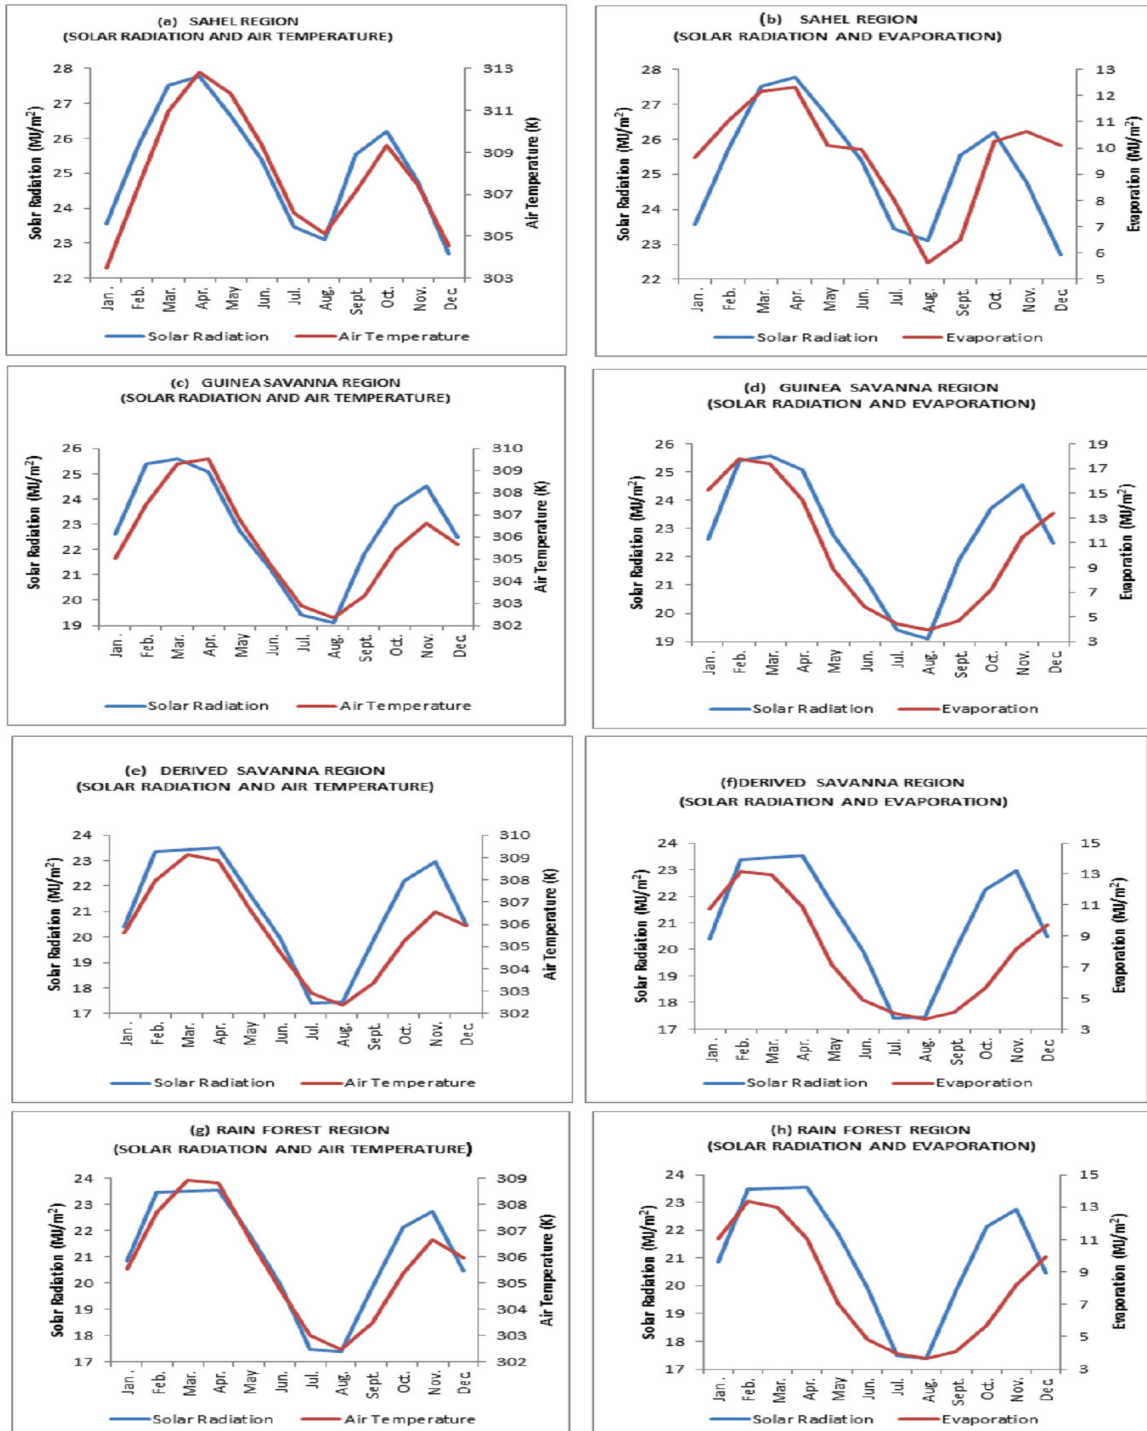 (a) SAHEL REGION
(SOLAR RADIATION AND AIR TEMPERATURE)
Solar Radiation (MJ/m²)
28
27
26
25
24
23
22
313
311
309
307
305
303
Air Temperature (K)
Jan. Feb. Mar. Apr. May Jun. Jul. Aug. Sept. Oct. Nov. Dec.
Solar Radiation Air Temperature
(b) SAHEL REGION
(SOLAR RADIATION AND EVAPORATION)
Solar Radiation (MJ/m²)
28
27
26
25
24
23
22
13
12
11
10
9
8
7
6
5
Evaporation (MJ/m²)
Jan. Feb. Mar. Apr. May Jun. Jul. Aug. Sept. Oct. Nov. Dec.
Solar Radiation Evaporation
(c) GUINEA SAVANNA REGION
(SOLAR RADIATION AND AIR TEMPERATURE)
Solar Radiation (MJ/m²)
26
25
24
23
22
21
20
19
310
309
308
307
306
305
304
303
302
Air Temperature (K)
Jan. Feb. Mar. Apr. May Jun. Jul. Aug. Sept. Oct. Nov. Dec.
Solar Radiation Air Temperature
(d) GUINEA SAVANNA REGION
(SOLAR RADIATION AND EVAPORATION)
Solar Radiation (MJ/m²)
26
25
24
23
22
21
20
19
19
17
15
13
11
9
7
5
3
Evaporation (MJ/m²)
Jan. Feb. Mar. Apr. May Jun. Jul. Aug. Sept. Oct. Nov. Dec
Solar Radiation Evaporation
(e) DERIVED SAVANNA REGION
(SOLAR RADIATION AND AIR TEMPERATURE)
Solar Radiation (MJ/m²)
24
23
22
21
20
19
18
17
310
309
308
307
306
305
304
303
302
Air Temperature (K)
Jan. Feb. Mar. Apr. May Jun. Jul. Aug. Sept. Oct. Nov. Dec.
Solar Radiation Air Temperature
(f)DERIVED SAVANNA REGION
(SOLAR RADIATION AND EVAPORATION)
Solar Radiation (MJ/m²)
24
23
22
21
20
19
18
17
15
13
11
9
7
5
3
Evaporation (MJ/m²)
Jan. Feb. Mar. Apr. May Jun. Jul. Aug. Sept. Oct. Nov. Dec
Solar Radiation Evaporation
(g) RAIN FOREST REGION
(SOLAR RADIATION AND AIR TEMPERATURE)
Solar Radiation (MJ/m²)
24
23
22
21
20
19
18
17
309
308
307
306
305
304
303
302
Air Temperature (K)
Jan. Feb. Mar. Apr. May Jun. Jul. Aug. Sept. Oct. Nov. Dec.
Solar Radiation Air Temperature
(h) RAIN FOREST REGION
(SOLAR RADIATION AND EVAPORATION)
Solar Radiation (MJ/m²)
24
23
22
21
20
19
18
17
15
13
11
9
7
5
3
Evaporation (MJ/m²)
Jan. Feb. Mar. Apr. May Jun. Jul. Aug. Sept. Oct. Nov. Dec
Solar Radiation Evaporation